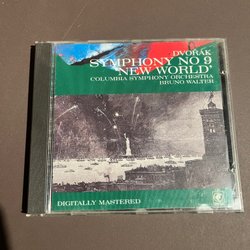 DVOŘÁK
SYMPHONY NO 9
'NEW WORLD'
COLUMBIA SYMPHONY ORCHESTRA
BRUNO WALTER
DIGITALLY MASTERED